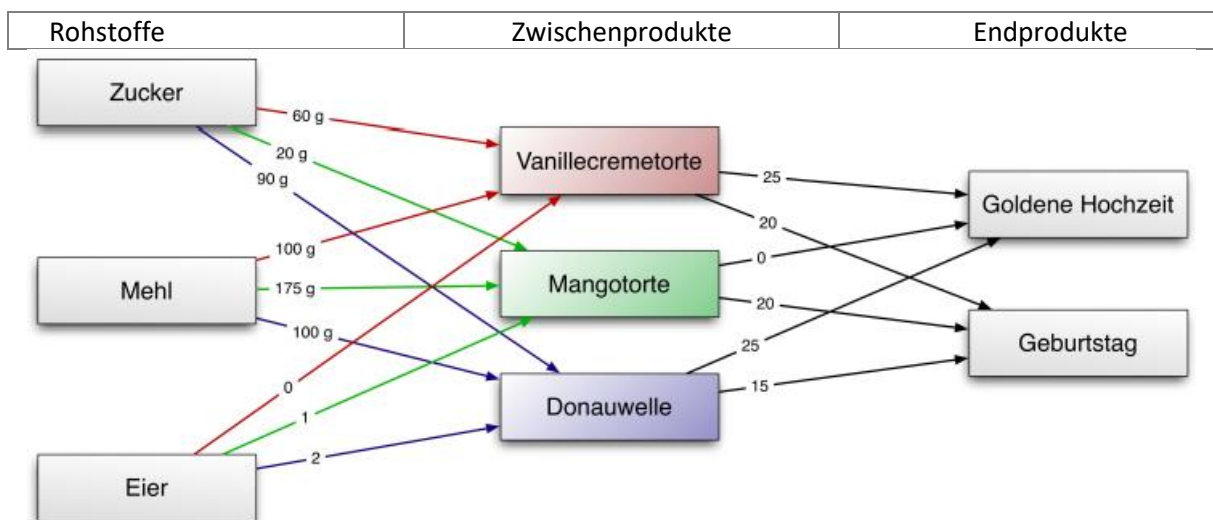 Rohstoffe Zwischenprodukte Endprodukte
Zucker
60 g
20 g
90 g
Vanillecremetorte
25
20
Goldene Hochzeit
100 g
0
Mehl
175 g
Mangotorte
20
100 g
25
Geburtstag
0
1
Donauwelle
15
2
Eier